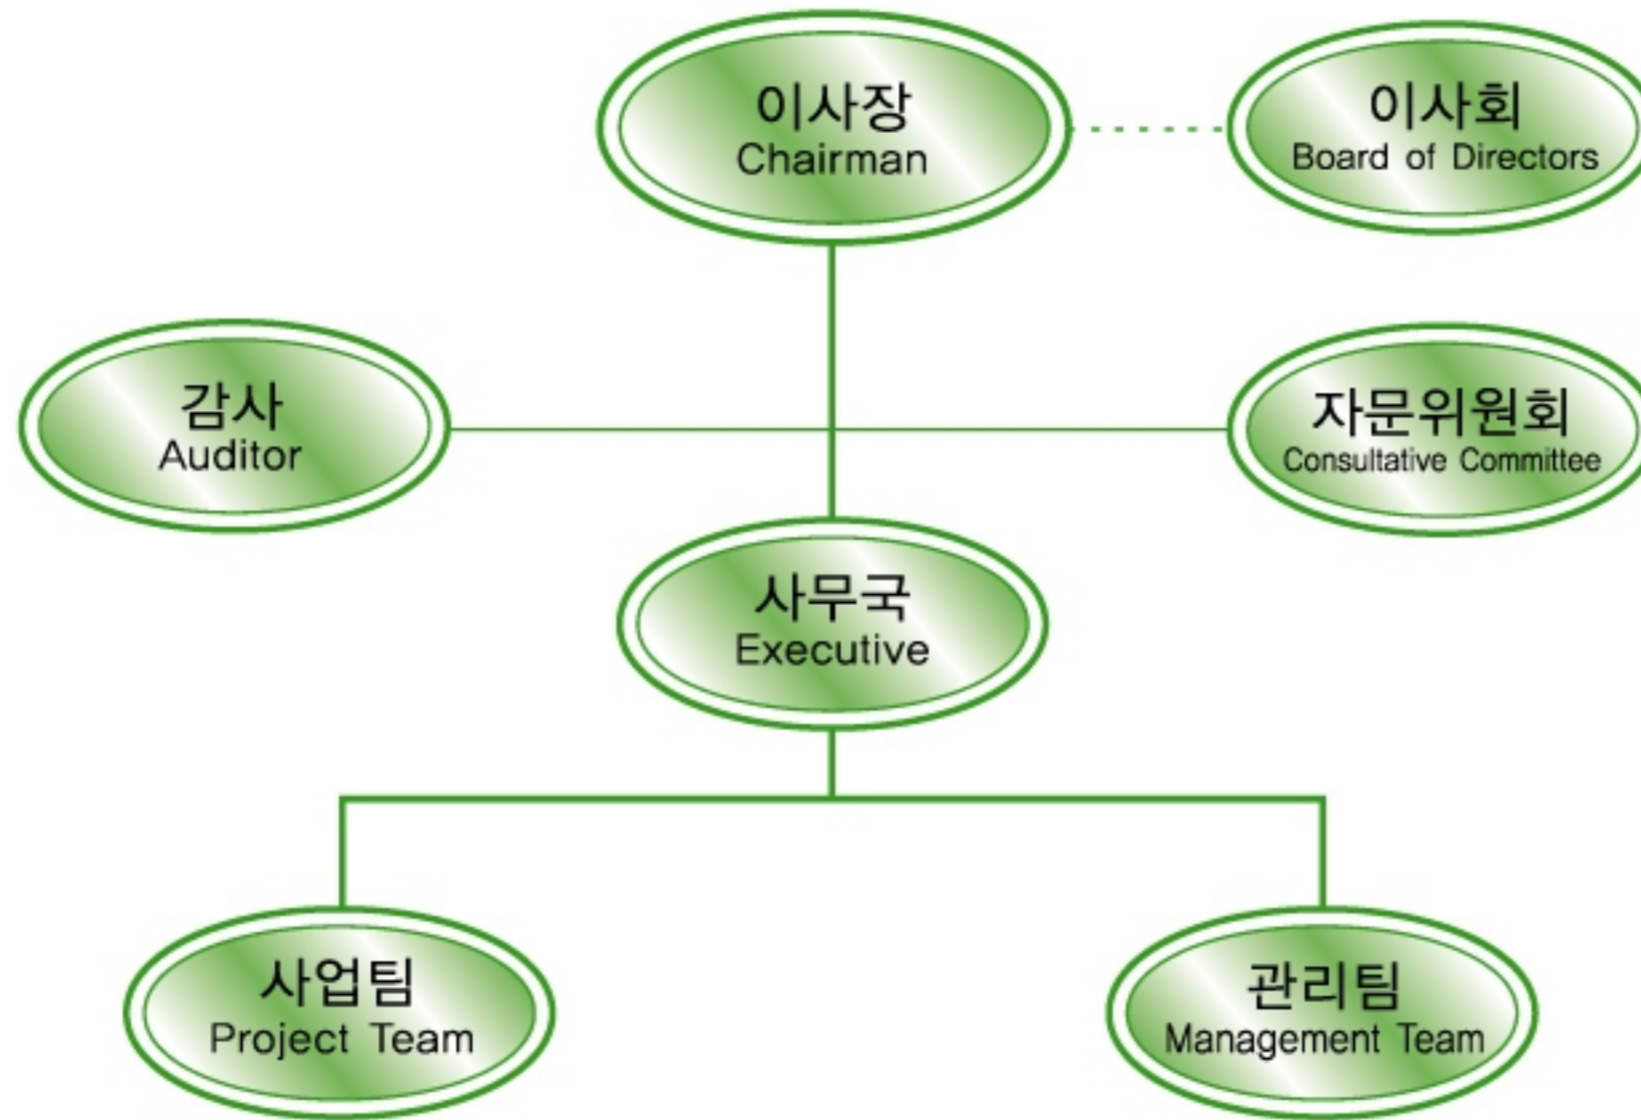 이사장
Chairman
이사회
Board of Directors
감사
Auditor
자문위원회
Consultative Committee
사무국
Executive
사업팀
Project Team
관리팀
Management Team